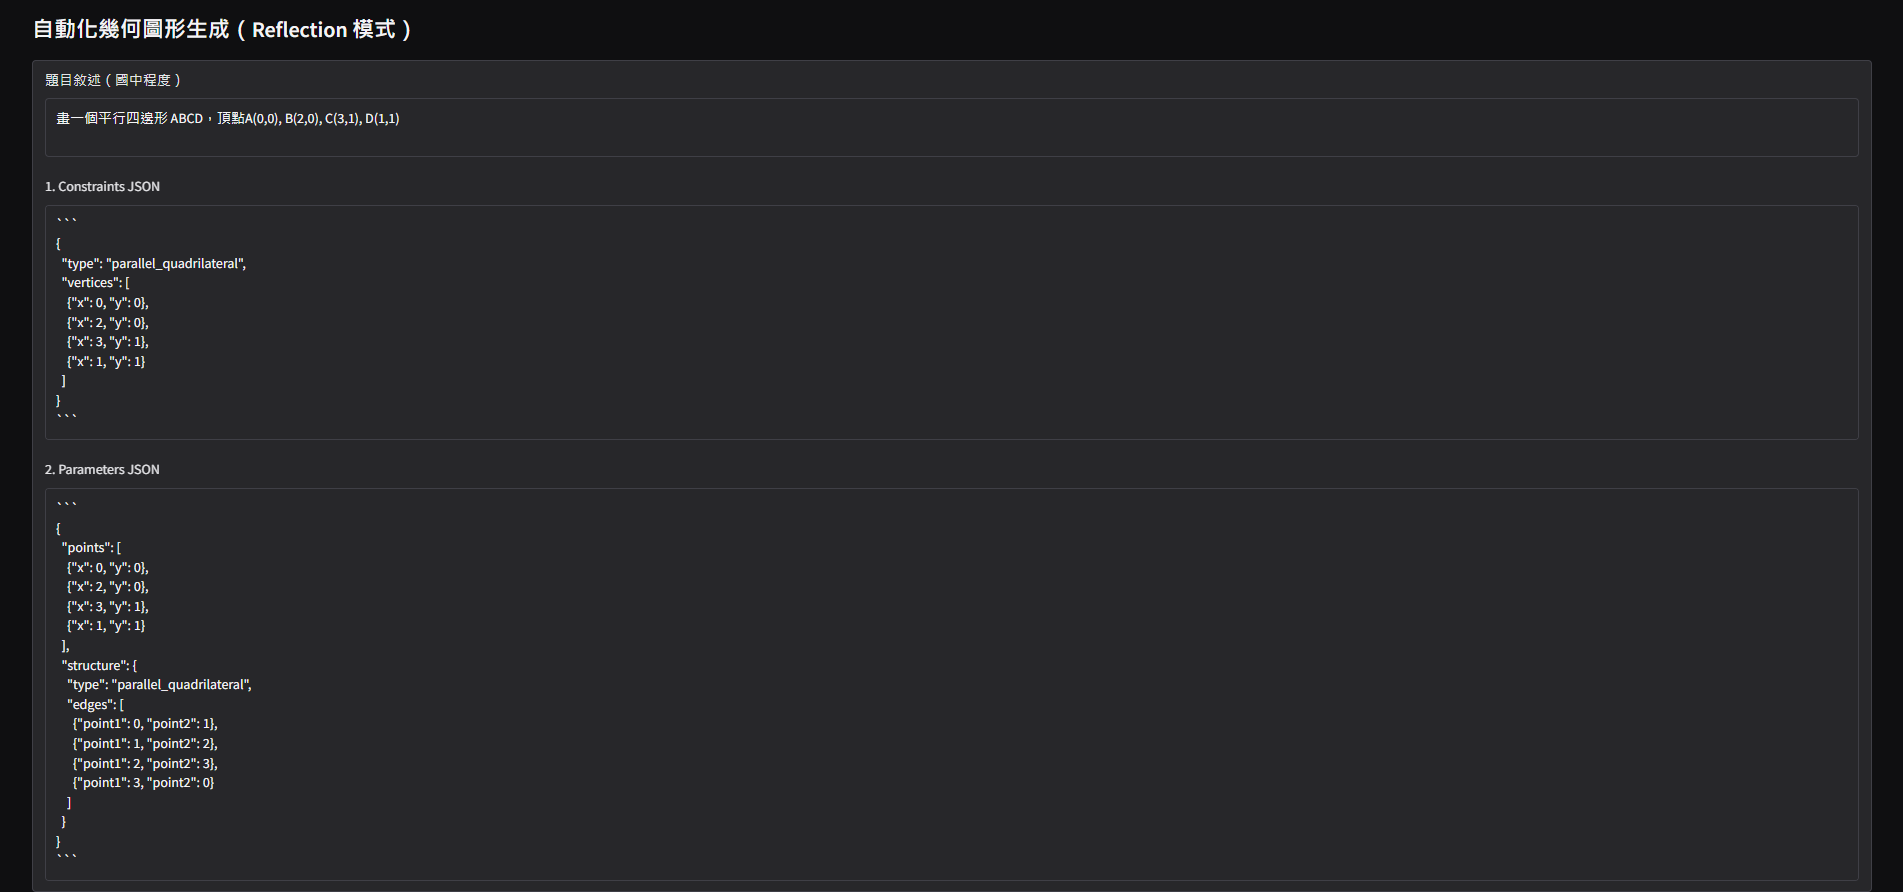 自動化幾何圖形生成（Reflection 模式）
題目敘述（國中程度）
畫一個平行四邊形 ABCD，頂點A(0,0), B(2,0), C(3,1), D(1,1)
1. Constraints JSON
```
{
"type": "parallel_quadrilateral",
"vertices": [
{"x": 0, "y": 0},
{"x": 2, "y": 0},
{"x": 3, "y": 1},
{"x": 1, "y": 1}
]
}
```
2. Parameters JSON
```
{
"points": [
{"x": 0, "y": 0},
{"x": 2, "y": 0},
{"x": 3, "y": 1},
{"x": 1, "y": 1}
],
"structure": {
"type": "parallel_quadrilateral",
"edges": [
{"point1": 0, "point2": 1},
{"point1": 1, "point2": 2},
{"point1": 2, "point2": 3},
{"point1": 3, "point2": 0}
]
}
}
```